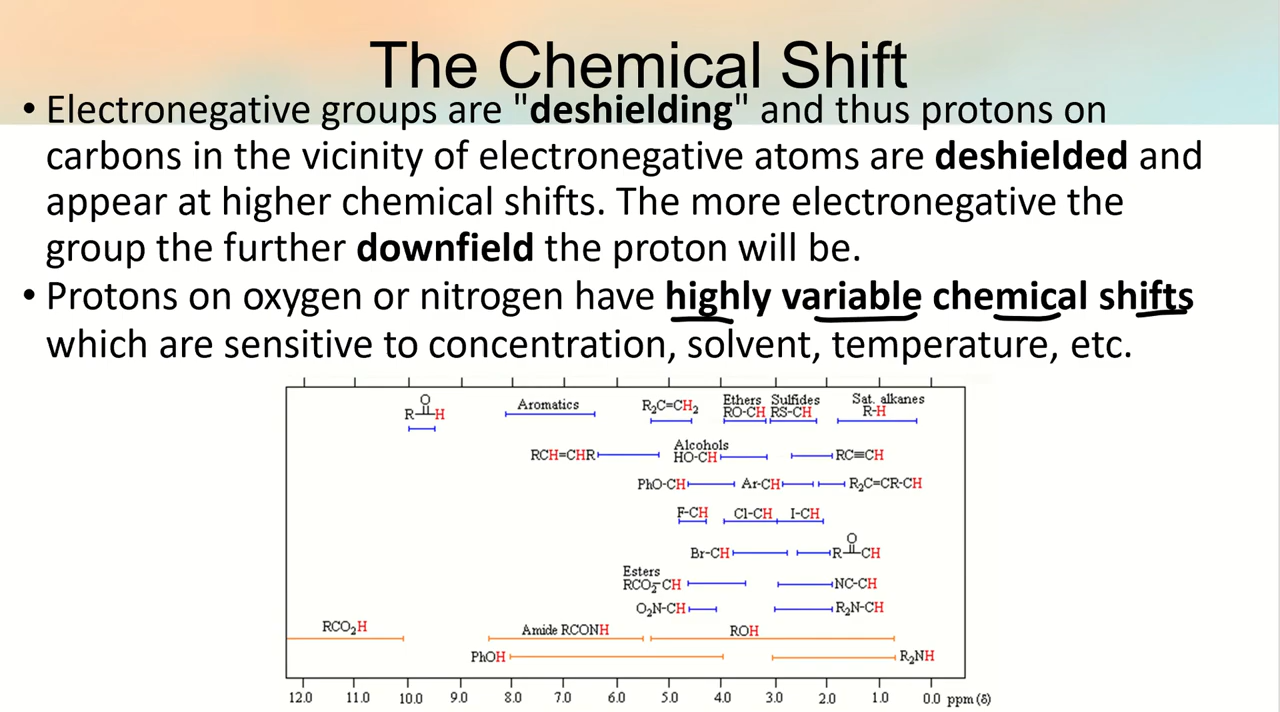 The Chemical Shift
• Electronegative groups are "deshielding" and thus protons on
carbons in the vicinity of electronegative atoms are deshielded and
appear at higher chemical shifts. The more electronegative the
group the further downfield the proton will be.
• Protons on oxygen or nitrogen have highly variable chemical shifts
which are sensitive to concentration, solvent, temperature, etc.
O
R H
Aromatics
R₂C=CH₂
Ethers
RO-CH
Sulfides
RS-CH
Sat. alkanes
R-H
RCH=CHR
Alcohols
HO-CH
RC≡CH
PhO-CH
Ar-CH
R₂C=CR-CH
F-CH
Cl-CH
I-CH
Br-CH
O
R CH
Esters
RCO₂-CH
NC-CH
O₂N-CH
R₂N-CH
RCO₂H
Amide RCONH
ROH
PhOH
R₂NH
12.0 11.0 10.0 9.0 8.0 7.0 6.0 5.0 4.0 3.0 2.0 1.0 0.0 ppm (δ)